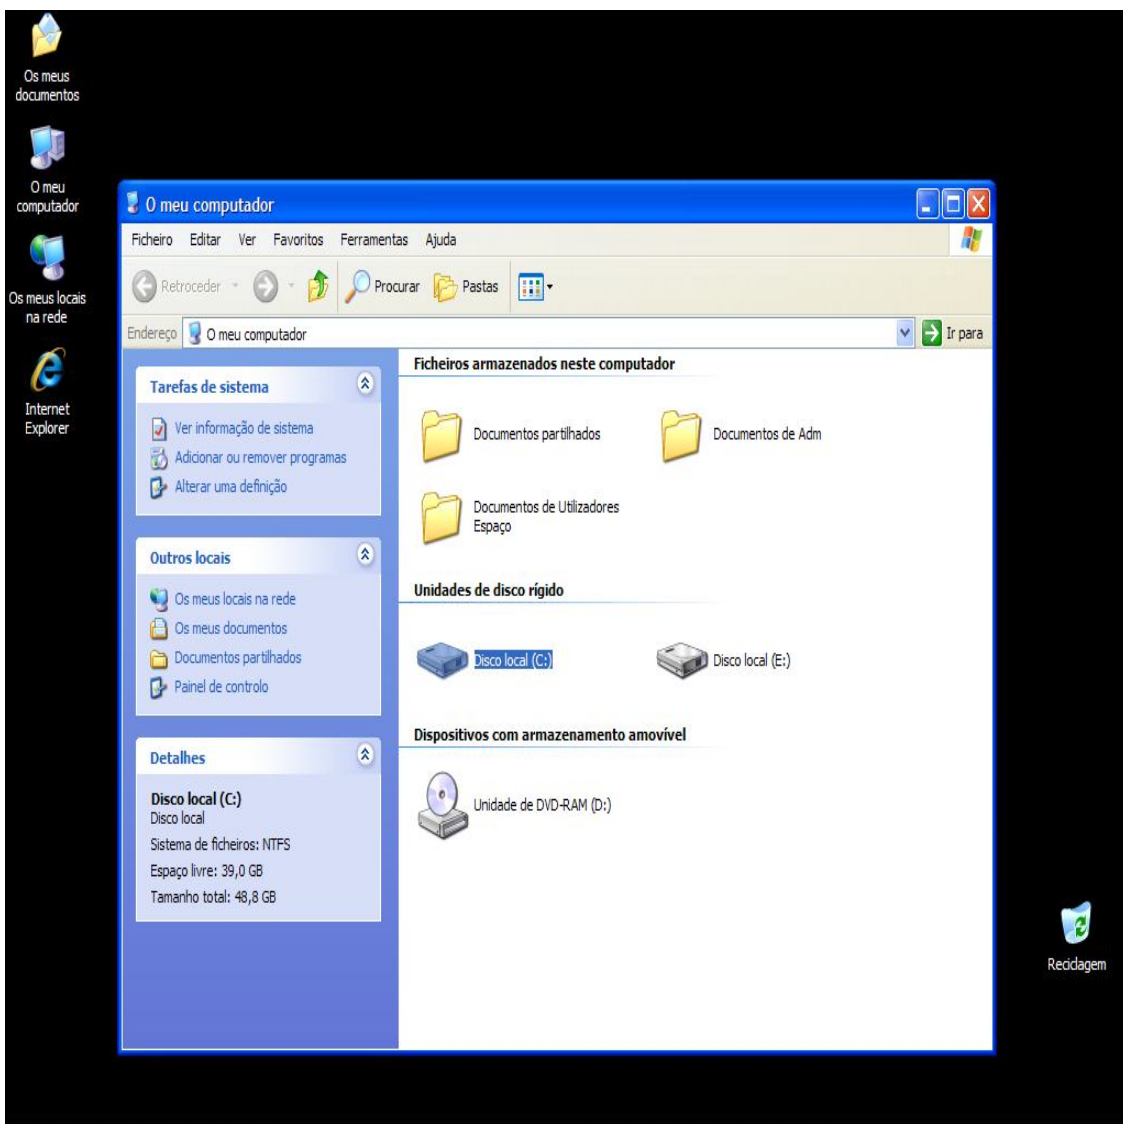 Os meus
documentos
O meu
computador
Os meus locais
na rede
Internet
Explorer
O meu computador
Ficheiro Editar Ver Favoritos Ferramentas Ajuda
Retroceder Procurar Pastas
Endereço O meu computador Ir para
Tarefas de sistema
Ver informação de sistema
Adicionar ou remover programas
Alterar uma definição
Outros locais
Os meus locais na rede
Os meus documentos
Documentos partilhados
Painel de controlo
Detalhes
Disco local (C:)
Disco local
Sistema de ficheiros: NTFS
Espaço livre: 39,0 GB
Tamanho total: 48,8 GB
Ficheiros armazenados neste computador
Documentos partilhados
Documentos de Adm
Documentos de Utilizadores
Espaço
Unidades de disco rígido
Disco local (C:)
Disco local (E:)
Dispositivos com armazenamento amovível
Unidade de DVD-RAM (D:)
Reciclagem